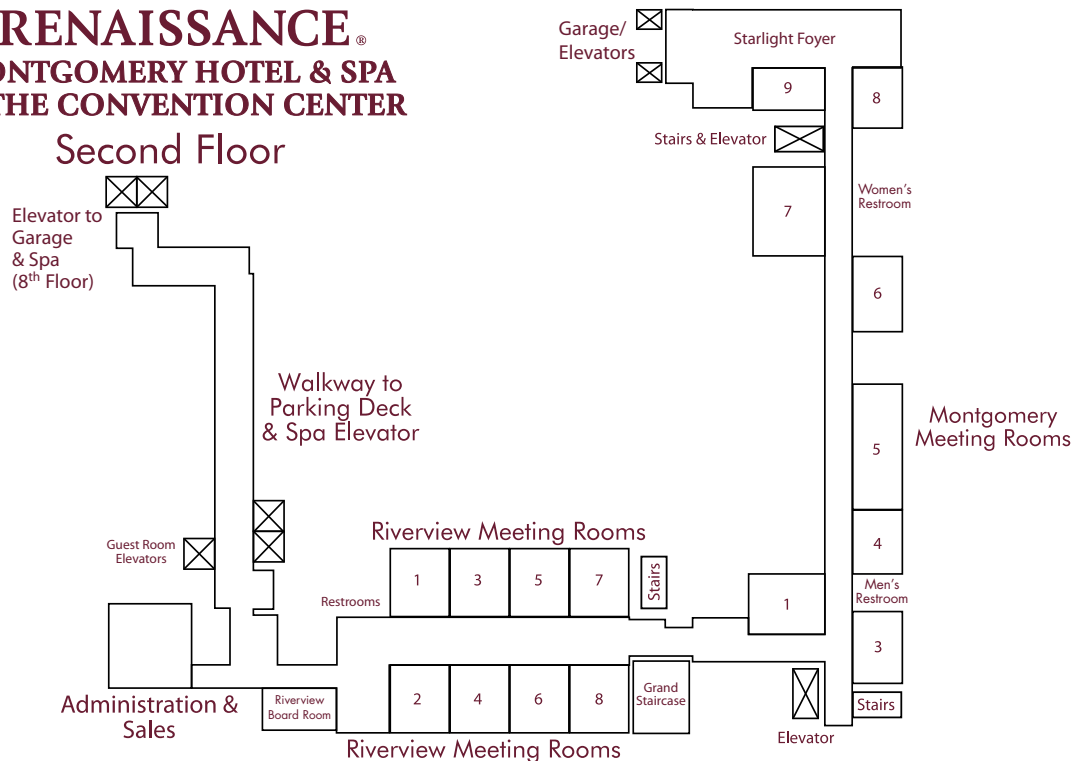 RENAISSANCE®
ONTGOMERY HOTEL & SPA
THE CONVENTION CENTER
Second Floor
Garage/
Elevators
Starlight Foyer
9
8
Stairs & Elevator
7
Women's
Restroom
Elevator to
Garage
& Spa
(8th Floor)
6
Walkway to
Parking Deck
& Spa Elevator
Montgomery
Meeting Rooms
5
4
Guest Room
Elevators
Riverview Meeting Rooms
1
3
5
7
Stairs
Restrooms
1
Men's
Restroom
3
Administration &
Sales
Riverview
Board Room
2
4
6
8
Grand
Staircase
Stairs
Elevator
Riverview Meeting Rooms